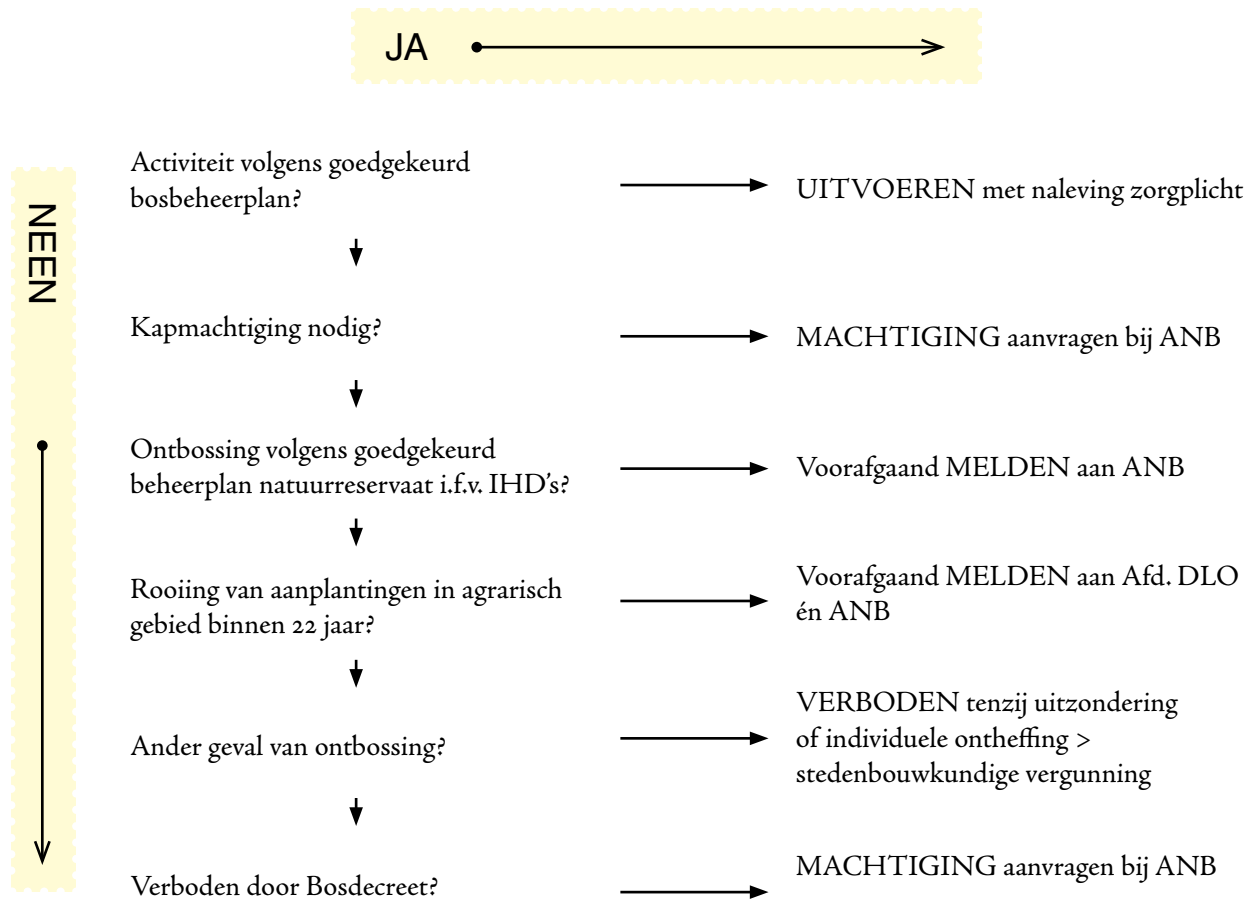 JA
NEEN
Activiteit volgens goedgekeurd
bosbeheerplan?
UITVOEREN met naleving zorgplicht
Kapmachtiging nodig?
MACHTIGING aanvragen bij ANB
Ontbossing volgens goedgekeurd
beheerplan natuurreservaat i.f.v. IHD's?
Voorafgaand MELDEN aan ANB
Rooiing van aanplantingen in agrarisch
gebied binnen 22 jaar?
Voorafgaand MELDEN aan Afd. DLO
én ANB
Ander geval van ontbossing?
VERBODEN tenzij uitzondering
of individuele ontheffing >
stedenbouwkundige vergunning
Verboden door Bosdecreet?
MACHTIGING aanvragen bij ANB